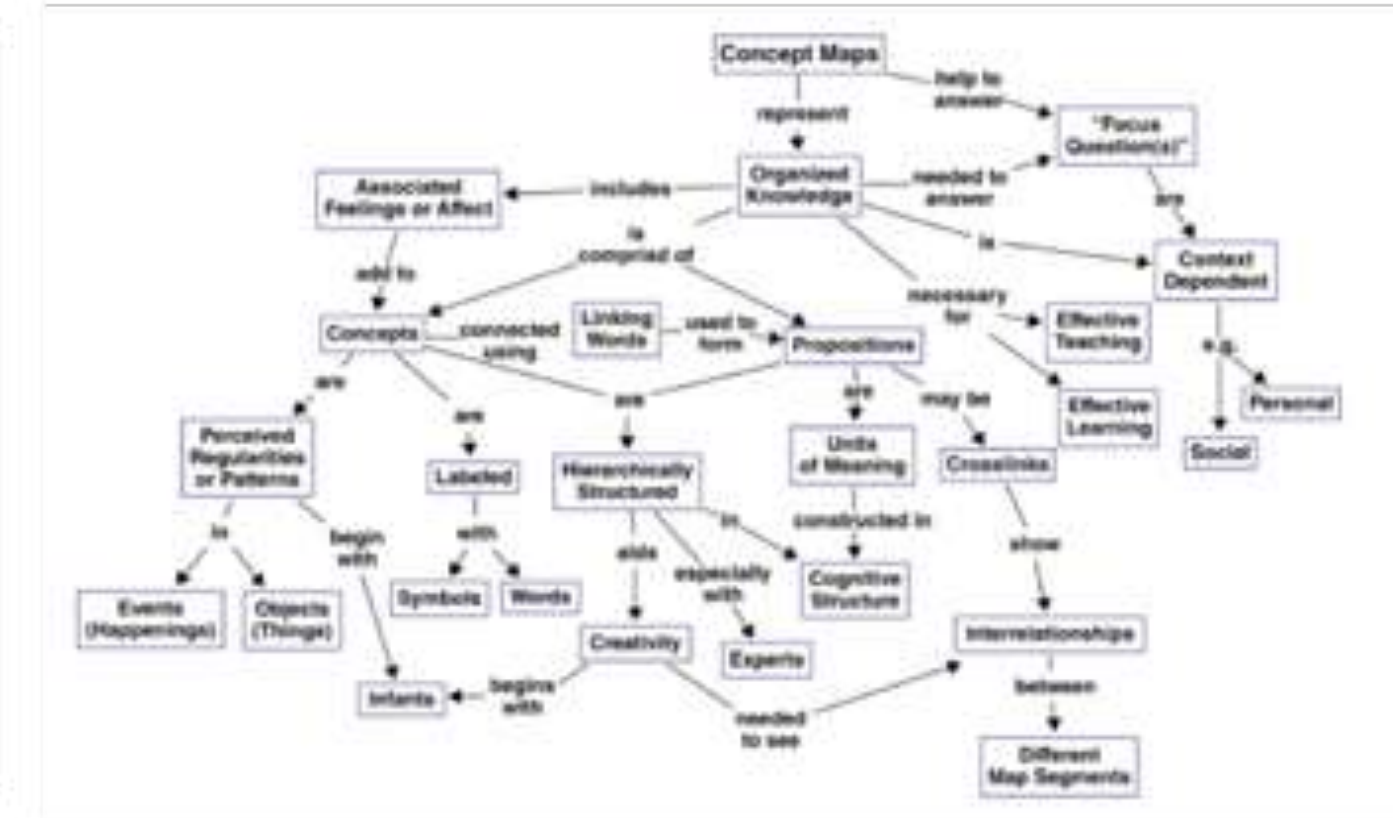 Concept Maps
help to
answer
represent
"Focus
Question(s)"
Organized
Knowledge
needed to
answer
are
includes
Associated
Feelings or Affect
is
comprised of
is
Context
Dependent
add to
necessary
for
Effective
Teaching
Concepts
connected
using
Linking
Words
used to
form
Propositions
e.g.
Personal
Social
Effective
Learning
are
are
are
are
may be
Perceived
Regularities
or Patterns
Labeled
Hierarchically
Structured
Units
of Meaning
Crosslinks
in
begin
with
with
aids
in
constructed in
show
especially
with
Events
(Happenings)
Objects
(Things)
Symbols
Words
Cognitive
Structure
Creativity
Experts
Interrelationships
Infants
begins
with
needed
to see
between
Different
Map Segments